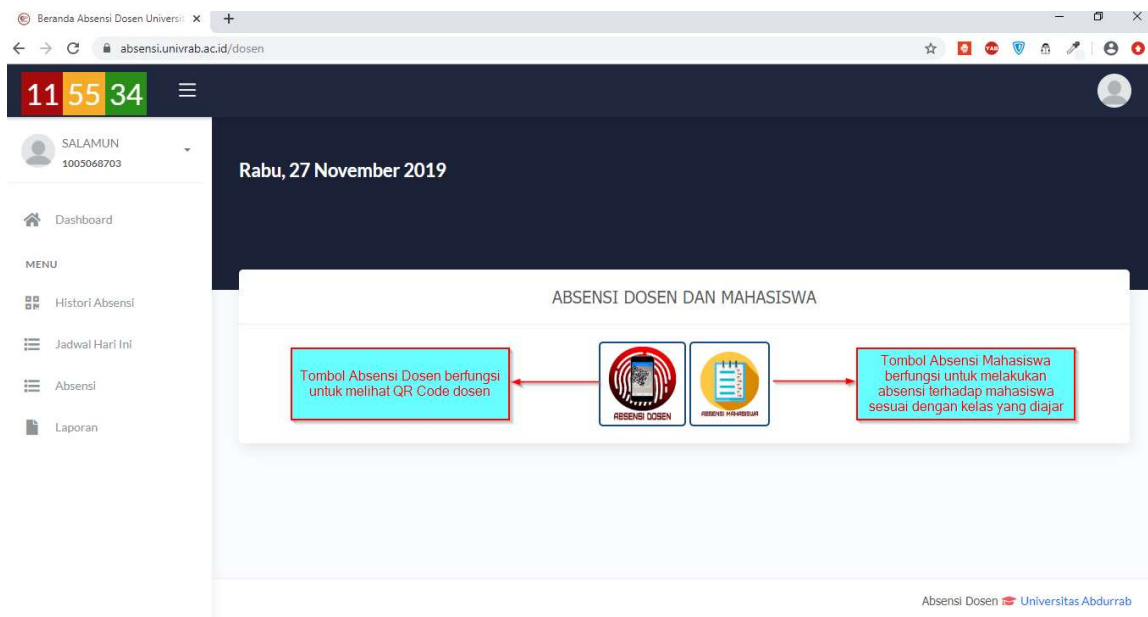 Beranda Absensi Dosen Universit
absensi.univrab.ac.id/dosen
11 55 34
SALAMUN
1005068703
Rabu, 27 November 2019
Dashboard
MENU
Histori Absensi
Jadwal Hari Ini
Absensi
Laporan
ABSENSI DOSEN DAN MAHASISWA
Tombol Absensi Dosen berfungsi
untuk melihat QR Code dosen
ABSENSI DOSEN
ABSENSI MAHASISWA
Tombol Absensi Mahasiswa
berfungsi untuk melakukan
absensi terhadap mahasiswa
sesuai dengan kelas yang diajar
Absensi Dosen Universitas Abdurrab